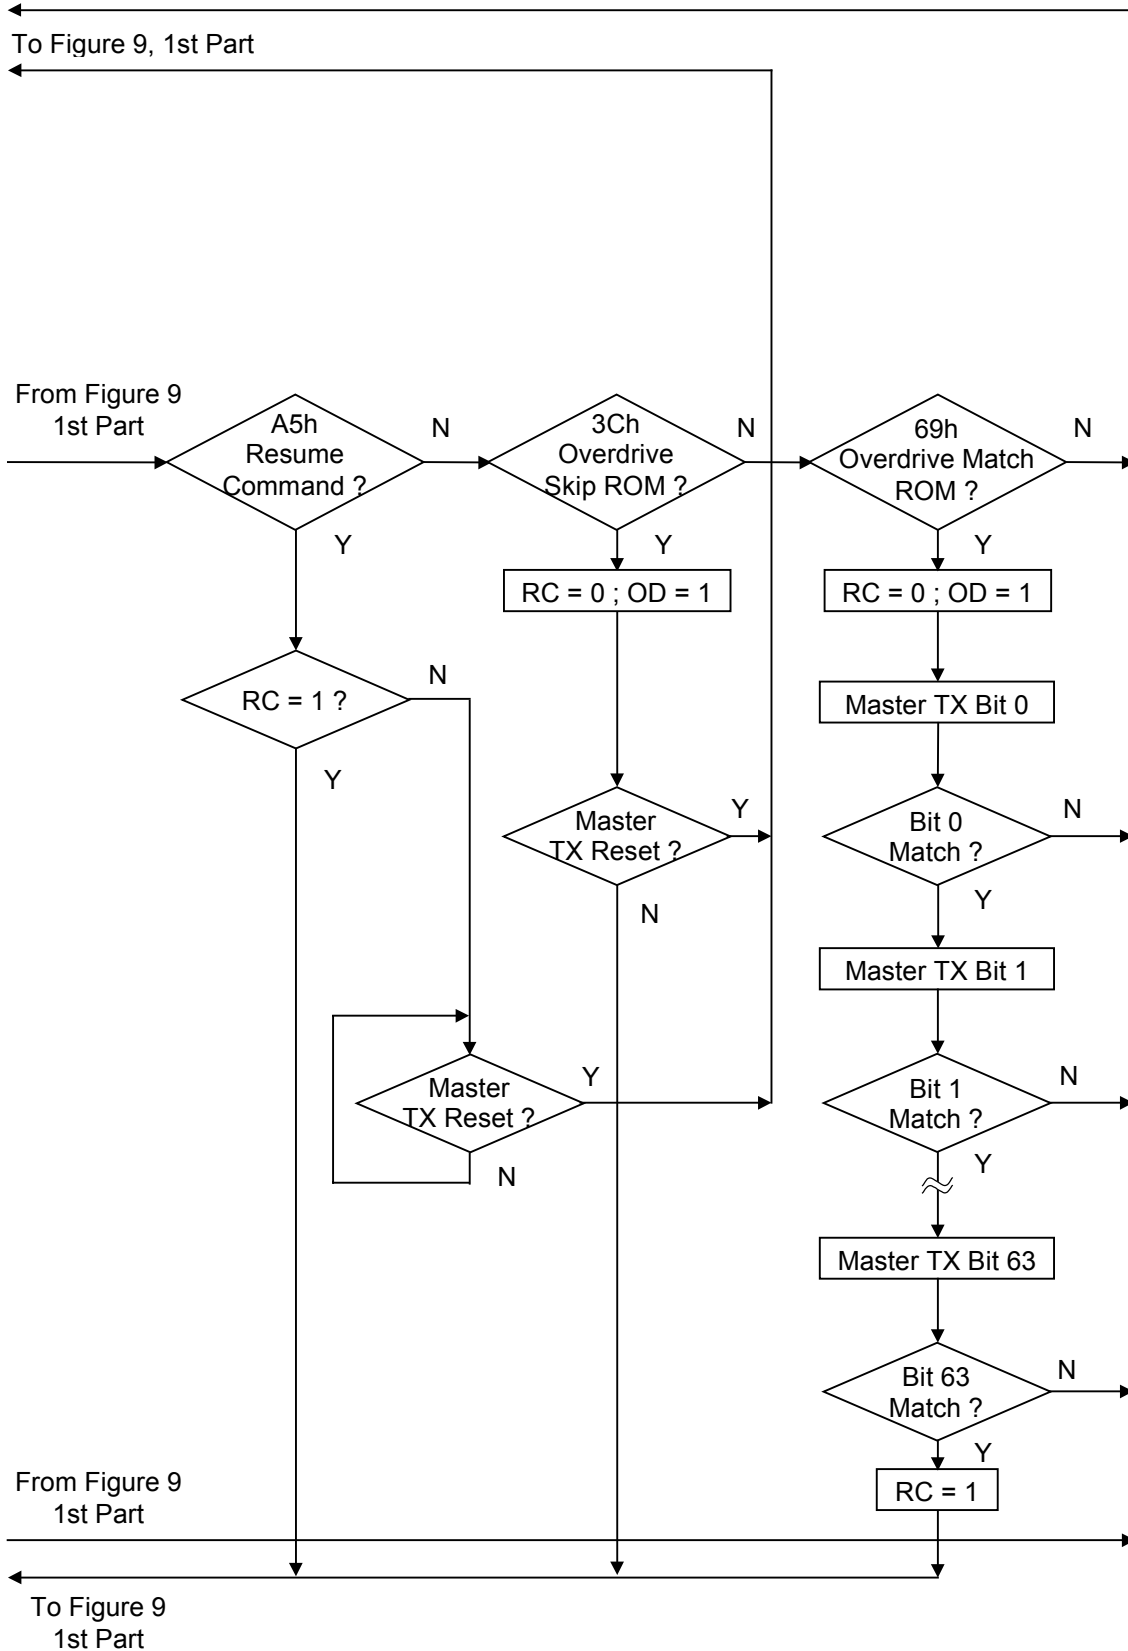 To Figure 9, 1st Part
From Figure 9
1st Part
A5h
Resume
Command ?
N
3Ch
Overdrive
Skip ROM ?
N
69h
Overdrive Match
ROM ?
N
Y
Y
Y
RC = 0 ; OD = 1
RC = 0 ; OD = 1
RC = 1 ?
N
Y
Master TX Bit 0
Master
TX Reset ?
Y
N
Bit 0
Match ?
N
Y
Master TX Bit 1
Master
TX Reset ?
Y
N
Bit 1
Match ?
N
Y
Master TX Bit 63
Bit 63
Match ?
N
Y
RC = 1
From Figure 9
1st Part
To Figure 9
1st Part